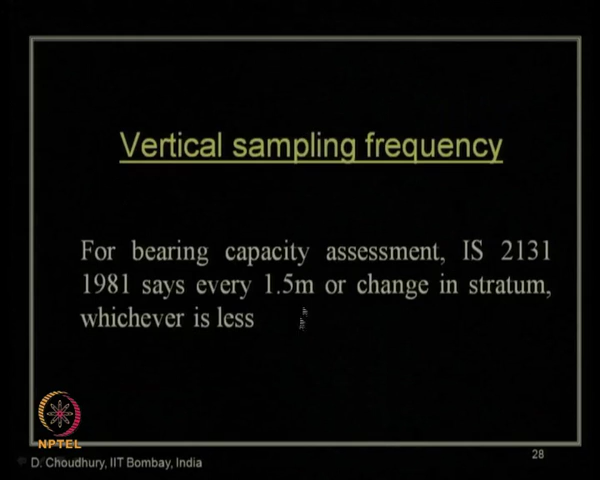 Vertical sampling frequency
For bearing capacity assessment, IS 2131
1981 says every 1.5m or change in stratum,
whichever is less
NPTEL
D. Choudhury, IIT Bombay, India
28